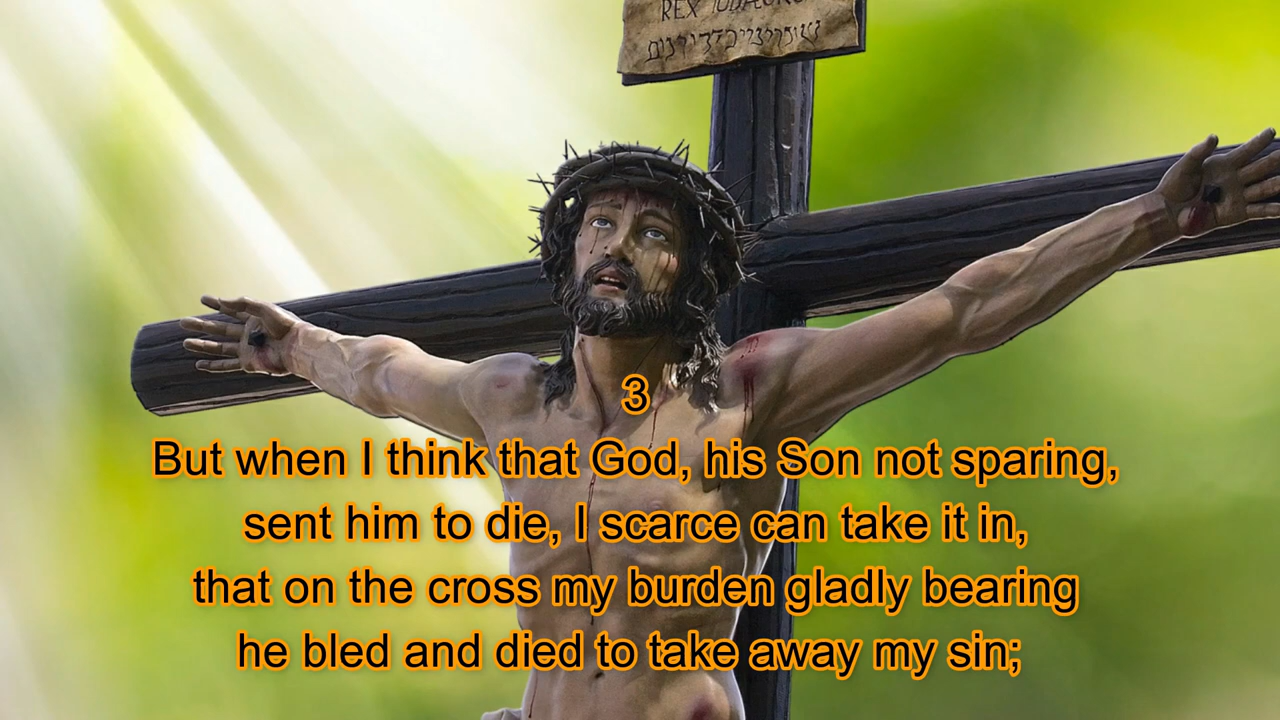 REX IUDAEORU
3
But when I think that God, his Son not sparing,
sent him to die, I scarce can take it in,
that on the cross my burden gladly bearing
he bled and died to take away my sin;